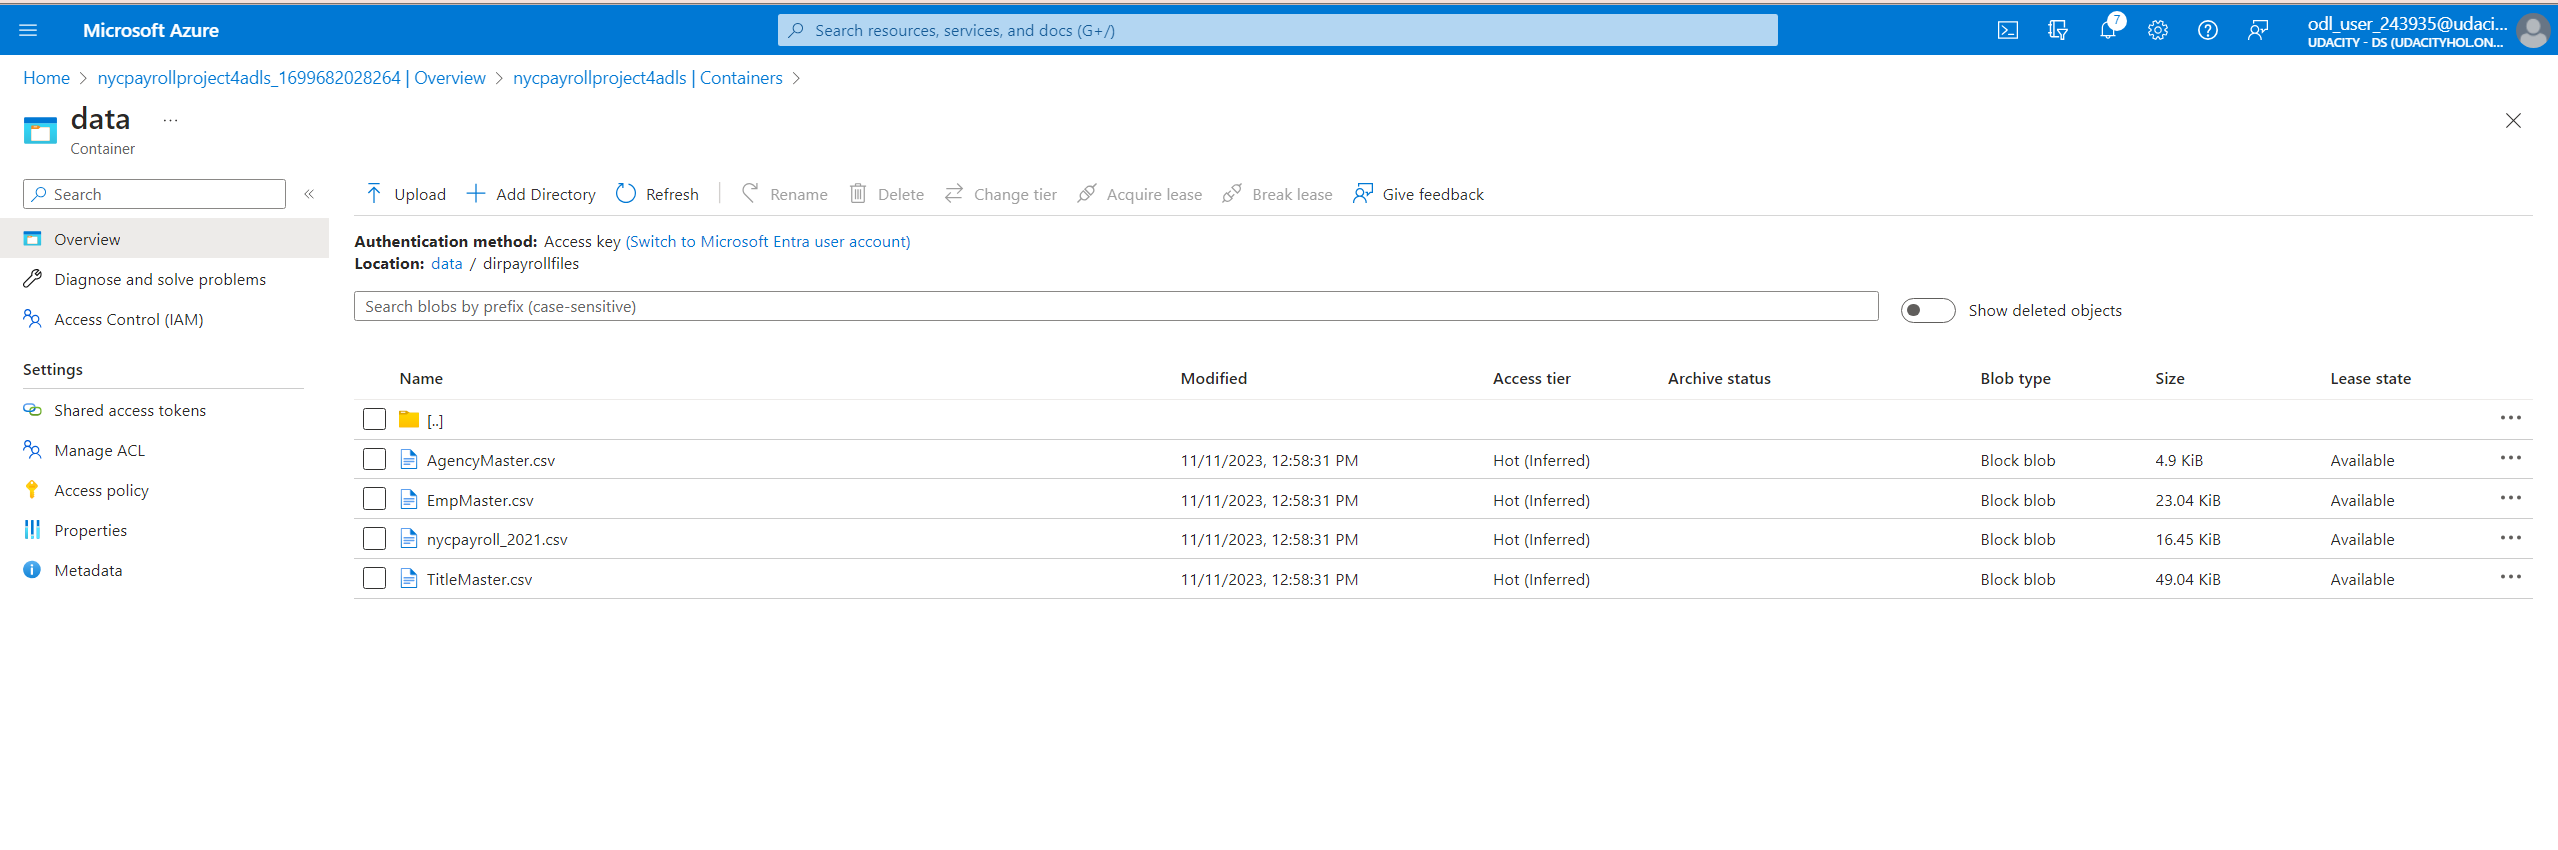 Microsoft Azure
Search resources, services, and docs (G+/)
7
odl_user_243935@udaci...
UDACITY - DS (UDACITYHOL.ON...
Home > nycpayrollproject4adls_1699682028264 | Overview > nycpayrollproject4adls | Containers >
data ...
Container
Search
«
Upload
Add Directory
Refresh
Rename
Delete
Change tier
Acquire lease
Break lease
Give feedback
Overview
Diagnose and solve problems
Access Control (IAM)
Settings
Shared access tokens
Manage ACL
Access policy
Properties
Metadata
Authentication method: Access key (Switch to Microsoft Entra user account)
Location: data / dirpayrollfiles
Search blobs by prefix (case-sensitive)
Show deleted objects
Name Modified Access tier Archive status Blob type Size Lease state
[..] ...
AgencyMaster.csv 11/11/2023, 12:58:31 PM Hot (Inferred) Block blob 4.9 KiB Available ...
EmpMaster.csv 11/11/2023, 12:58:31 PM Hot (Inferred) Block blob 23.04 KiB Available ...
nycpayroll_2021.csv 11/11/2023, 12:58:31 PM Hot (Inferred) Block blob 16.45 KiB Available ...
TitleMaster.csv 11/11/2023, 12:58:31 PM Hot (Inferred) Block blob 49.04 KiB Available ...